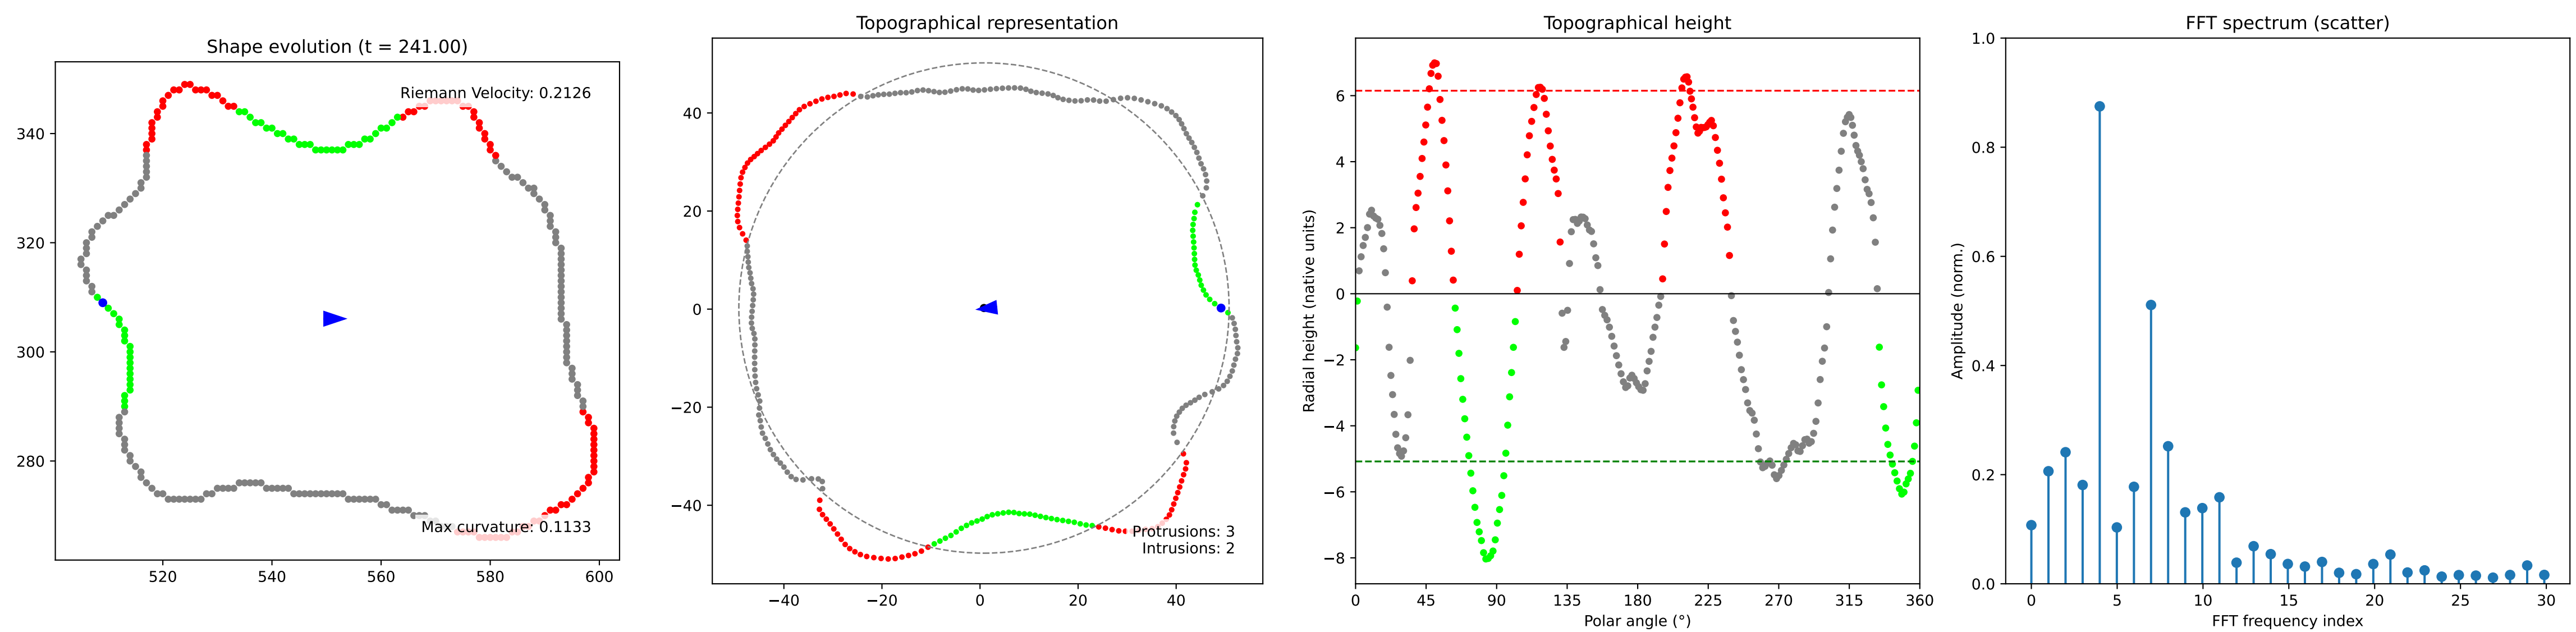 Shape evolution (t = 241.00)
Riemann Velocity: 0.2126
Max curvature: 0.1133
340
320
300
280
520 540 560 580 600
Topographical representation
40
20
0
−20
−40
−40 −20 0 20 40
Protrusions: 3
Intrusions: 2
Topographical height
Radial height (native units)
6
4
2
0
−2
−4
−6
−8
0 45 90 135 180 225 270 315 360
Polar angle (°)
FFT spectrum (scatter)
Amplitude (norm.)
1.0
0.8
0.6
0.4
0.2
0.0
0 5 10 15 20 25 30
FFT frequency index